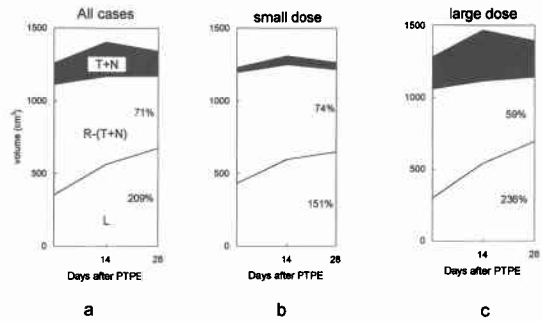 All cases
small dose
large dose
1500
1000
500
0
volume (cm³)
T+N
71%
R-(T+N)
209%
L
14
28
Days after PTPE
a
1500
1000
500
0
74%
151%
14
28
Days after PTPE
b
1500
1000
500
0
59%
236%
14
28
Days after PTPE
c